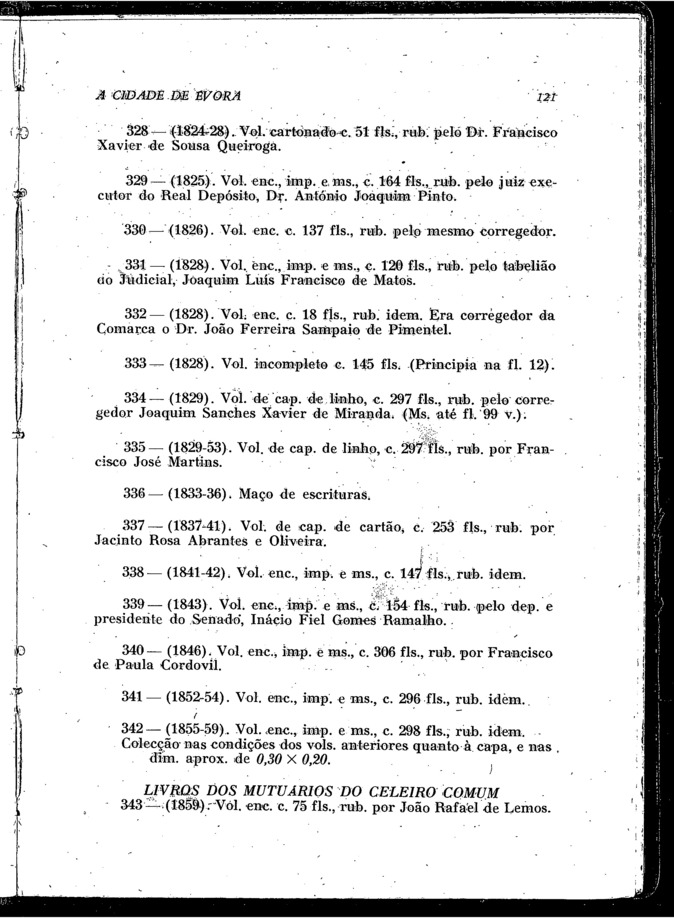 A CIDADE DE EVORA 121
328 — (1824-28). Vol. cartonado c. 51 fls., rub. pelo Dr. Francisco
Xavier de Sousa Queiroga.
329 — (1825). Vol. enc., imp. e ms., c. 164 fls., rub. pelo juiz exe-
cutor do Real Depósito, Dr. António Joaquim Pinto.
330 — (1826). Vol. enc. c. 137 fls., rub. pelo mesmo corregedor.
331 — (1828). Vol. enc., imp. e ms., c. 120 fls., rub. pelo tabelião
do Judicial, Joaquim Luís Francisco de Matos.
332 — (1828). Vol. enc. c. 18 fls., rub. idem. Era corregedor da
Comarca o Dr. João Ferreira Sampaio de Pimentel.
333 — (1828). Vol. incompleto c. 145 fls. (Principia na fl. 12).
334 — (1829). Vol. de cap. de linho, c. 297 fls., rub. pelo corre-
gedor Joaquim Sanches Xavier de Miranda. (Ms. até fl. 99 v.).
335 — (1829-53). Vol. de cap. de linho, c. 297 fls., rub. por Fran-
cisco José Martins.
336 — (1833-36). Maço de escrituras.
337 — (1837-41). Vol. de cap. de cartão, c. 253 fls., rub. por
Jacinto Rosa Abrantes e Oliveira.
338 — (1841-42). Vol. enc., imp. e ms., c. 147 fls., rub. idem.
339 — (1843). Vol. enc., imp. e ms., c. 154 fls., rub. pelo dep. e
presidente do Senado, Inácio Fiel Gomes Ramalho.
340 — (1846). Vol. enc., imp. e ms., c. 306 fls., rub. por Francisco
de Paula Cordovil.
341 — (1852-54). Vol. enc., imp. e ms., c. 296 fls., rub. idem.
342 — (1855-59). Vol. enc., imp. e ms., c. 298 fls., rub. idem.
Colecção nas condições dos vols. anteriores quanto à capa, e nas
dim. aprox. de 0,30 × 0,20.
LIVROS DOS MUTUARIOS DO CELEIRO COMUM
343 — (1859). Vol. enc. c. 75 fls., rub. por João Rafael de Lemos.